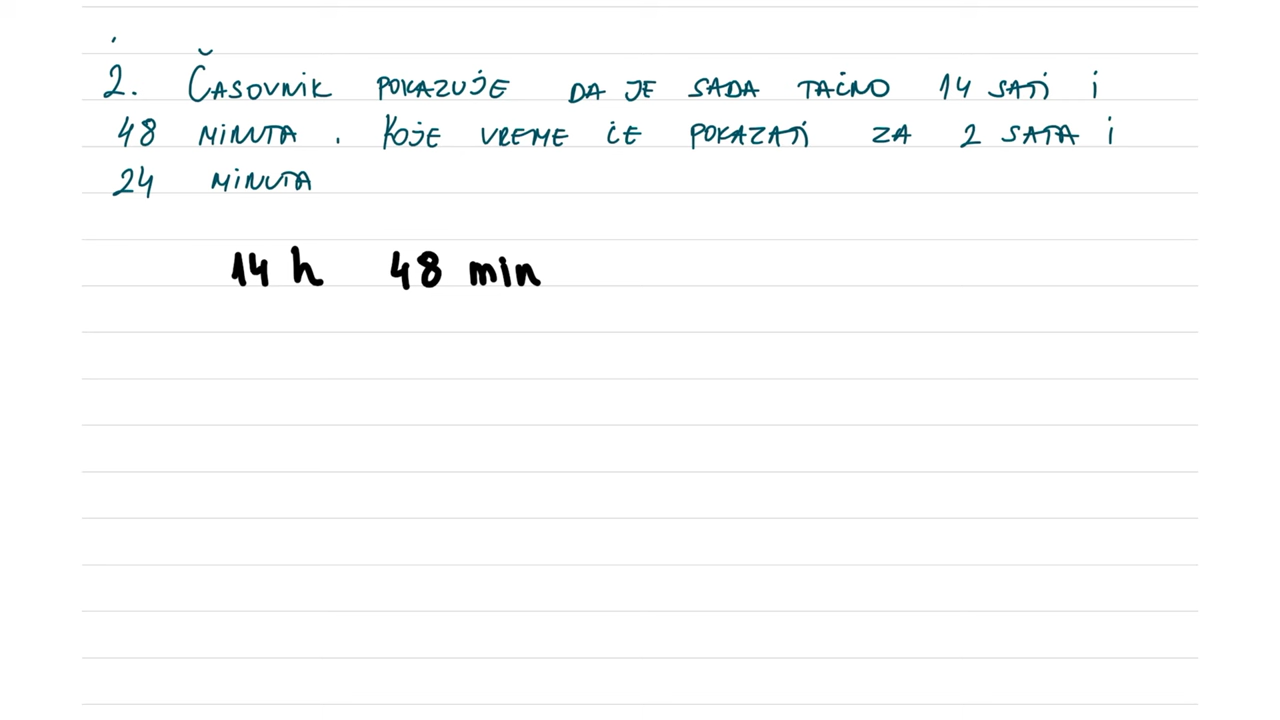 2. ČASOVNIK POKAZUJE DA JE SADA TAČNO 14 SATI I
48 MINUTA. KOJE VREME ĆE POKAZATI ZA 2 SATA I
24 MINUTA
14 h 48 min